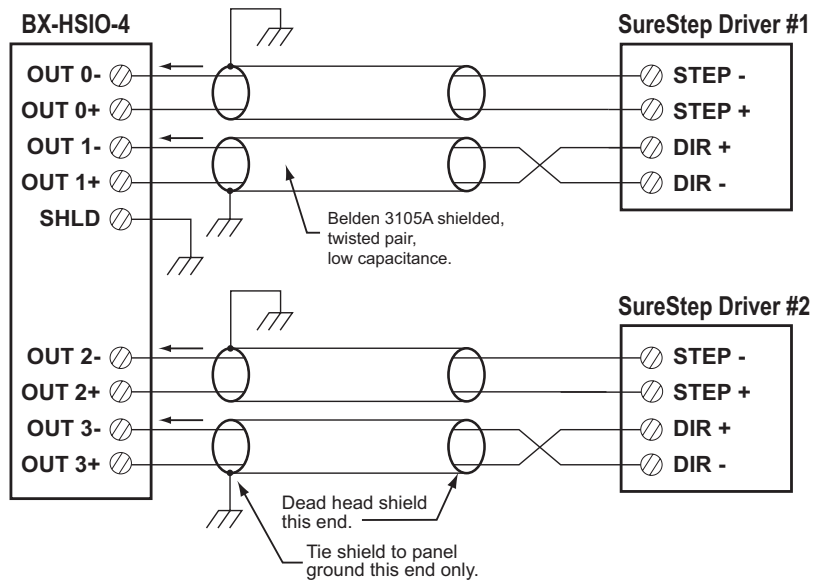 BX-HSIO-4
SureStep Driver #1
OUT 0-
OUT 0+
OUT 1-
OUT 1+
SHLD
STEP -
STEP +
DIR +
DIR -
Belden 3105A shielded,
twisted pair,
low capacitance.
SureStep Driver #2
OUT 2-
OUT 2+
OUT 3-
OUT 3+
STEP -
STEP +
DIR +
DIR -
Dead head shield
this end.
Tie shield to panel
ground this end only.